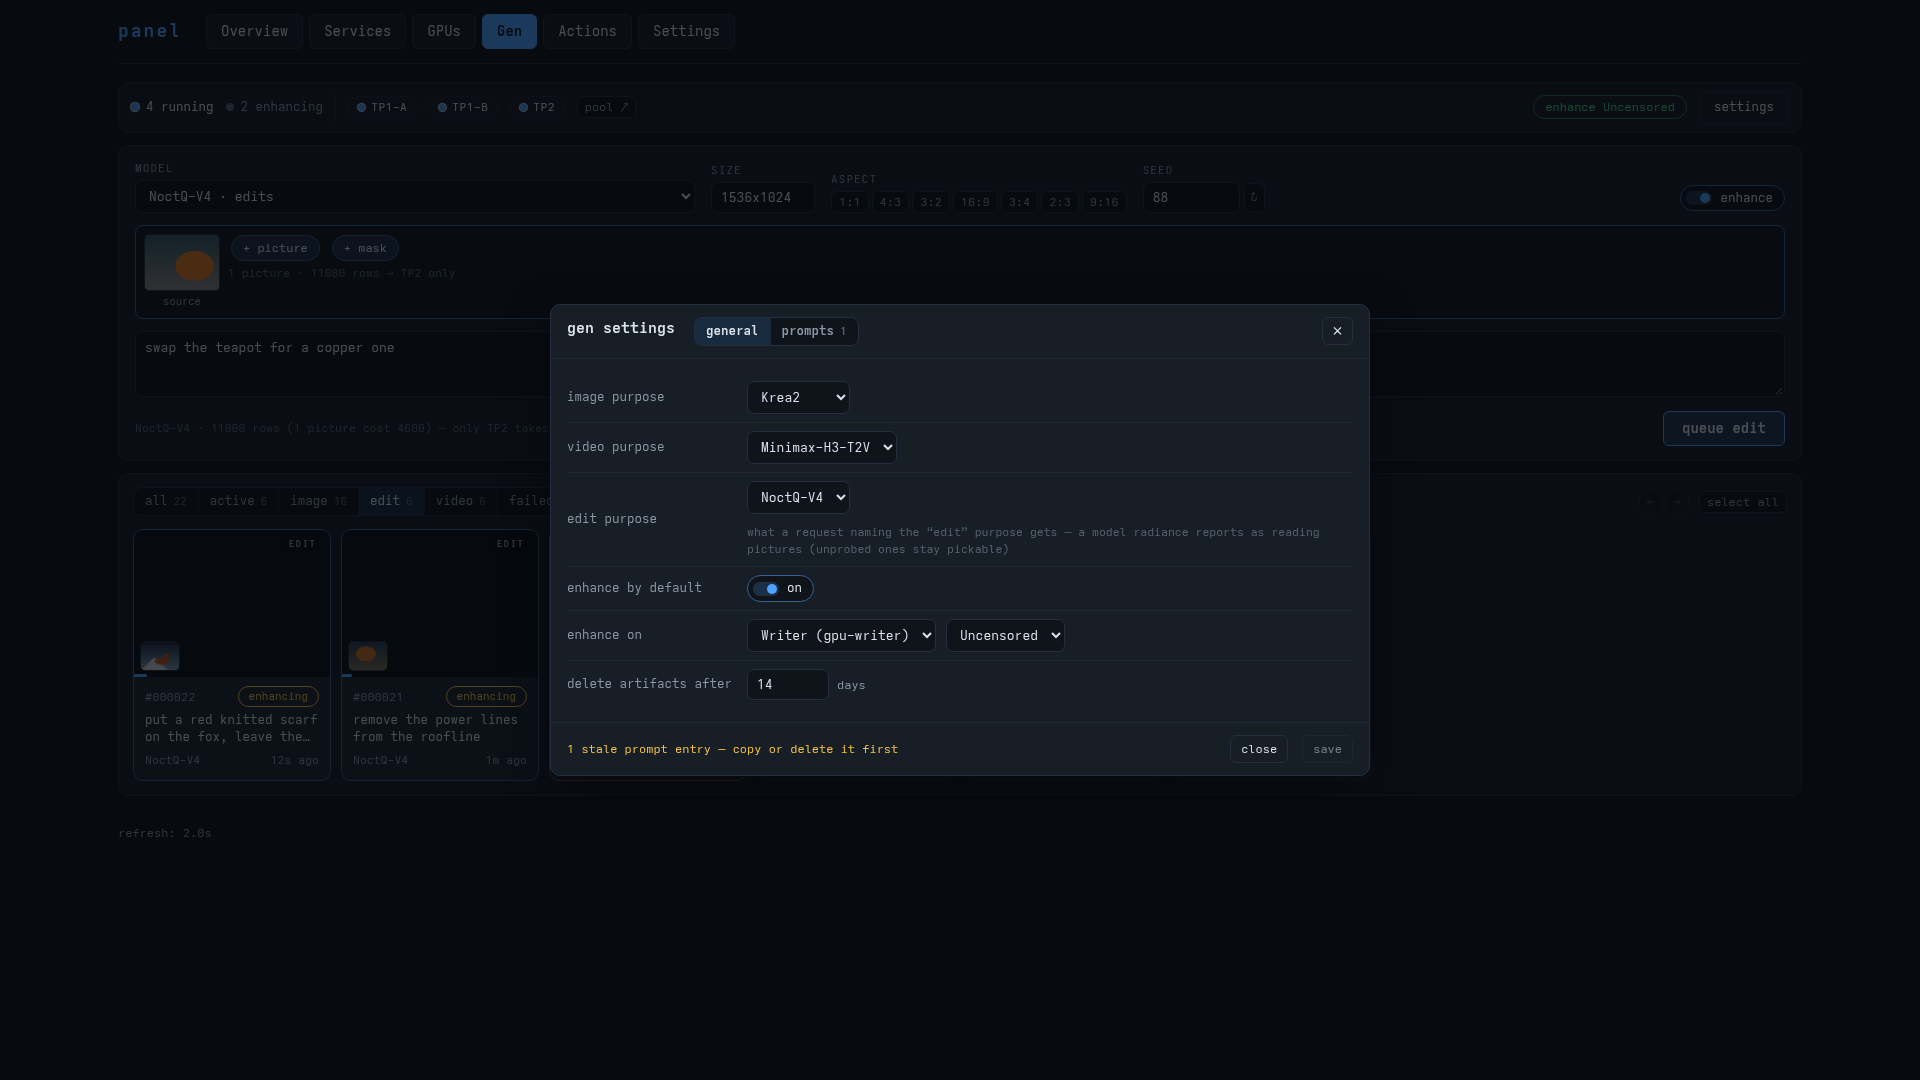 panel
Overview
Services
GPUs
Gen
Actions
Settings
4 running
2 enhancing
TP1-A
TP1-B
TP2
pool ↗
enhance Uncensored
settings
MODEL
NoctQ-V4 · edits
SIZE
1536x1024
ASPECT
1:1
4:3
3:2
16:9
3:4
2:3
9:16
SEED
88
enhance
+ picture
+ mask
1 picture · 11000 rows → TP2 only
source
swap the teapot for a copper one
NoctQ-V4 · 11000 rows (1 picture cost 4600) — only TP2 takes
queue edit
gen settings
general
prompts 1
×
image purpose
Krea2
video purpose
Minimax-H3-T2V
edit purpose
NoctQ-V4
what a request naming the “edit” purpose gets — a model radiance reports as reading
pictures (unprobed ones stay pickable)
enhance by default
on
enhance on
Writer (gpu-writer)
Uncensored
delete artifacts after
14
days
1 stale prompt entry — copy or delete it first
close
save
all 22
active 6
image 16
edit 6
video 6
failed
←
→
select all
EDIT
#000022
enhancing
put a red knitted scarf
on the fox, leave the…
NoctQ-V4
12s ago
EDIT
#000021
enhancing
remove the power lines
from the roofline
NoctQ-V4
1m ago
refresh: 2.0s